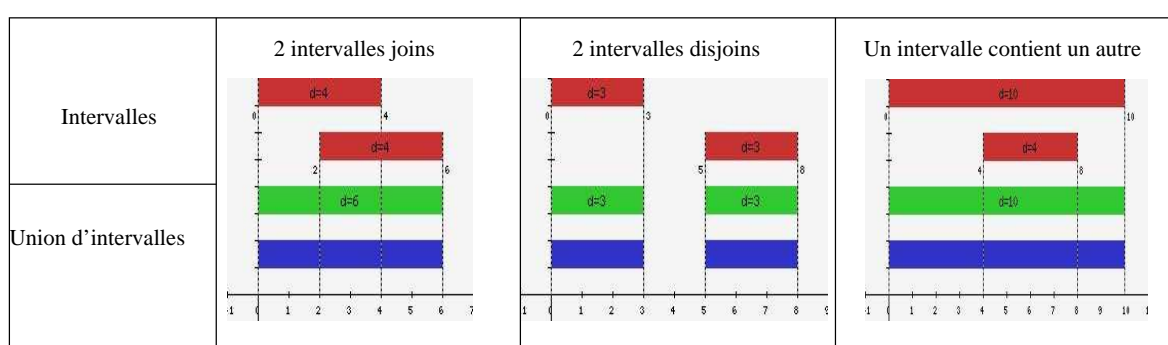 2 intervalles joins 2 intervalles disjoins Un intervalle contient un autre
Intervalles
d=4 d=3 d=10
0 4 0 3 0 10
d=4 d=3 d=4
2 6 5 8 4 8
Union d’intervalles
d=6 d=3 d=3 d=10
-1 0 1 2 3 4 5 6 7 -1 0 1 2 3 4 5 6 7 8 9 -1 0 1 2 3 4 5 6 7 8 9 10 11